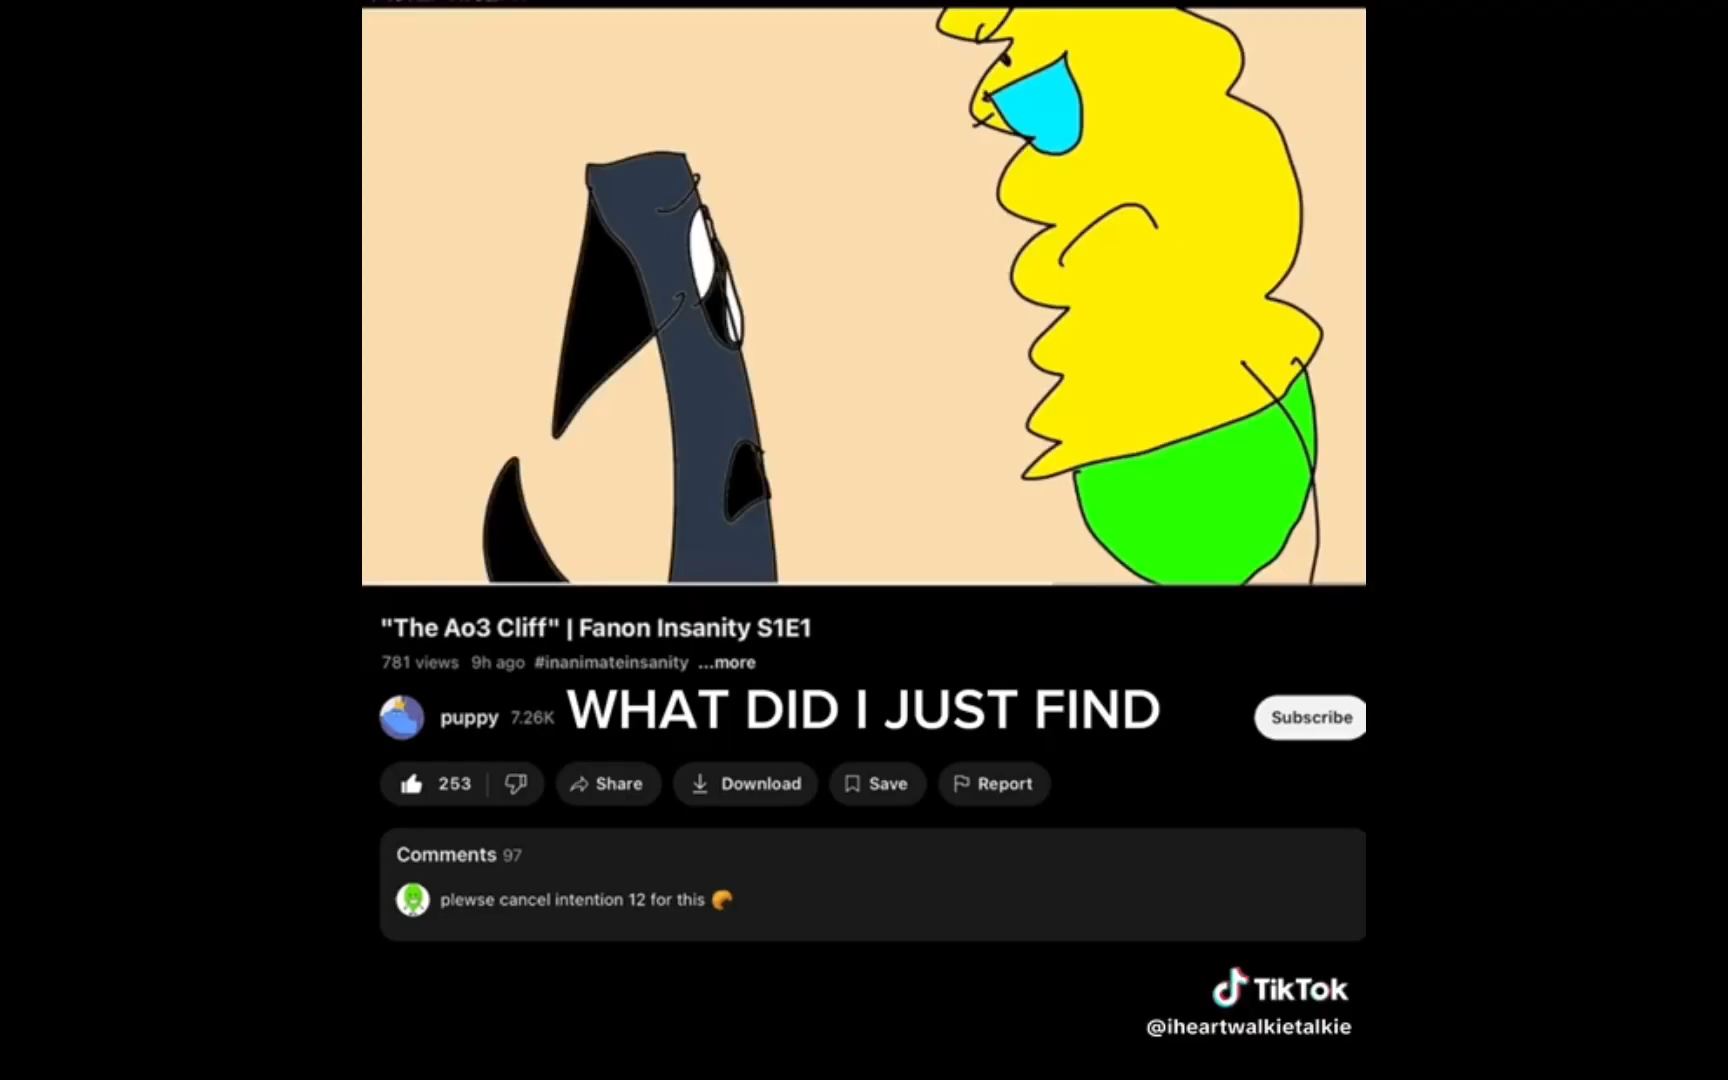 "The Ao3 Cliff" | Fanon Insanity S1E1
781 views 9h ago #inanimateinsanity ...more
puppy 7.26K WHAT DID I JUST FIND Subscribe
253 Share Download Save Report
Comments 97
plewse cancel intention 12 for this
TikTok
@iheartwalkietalkie